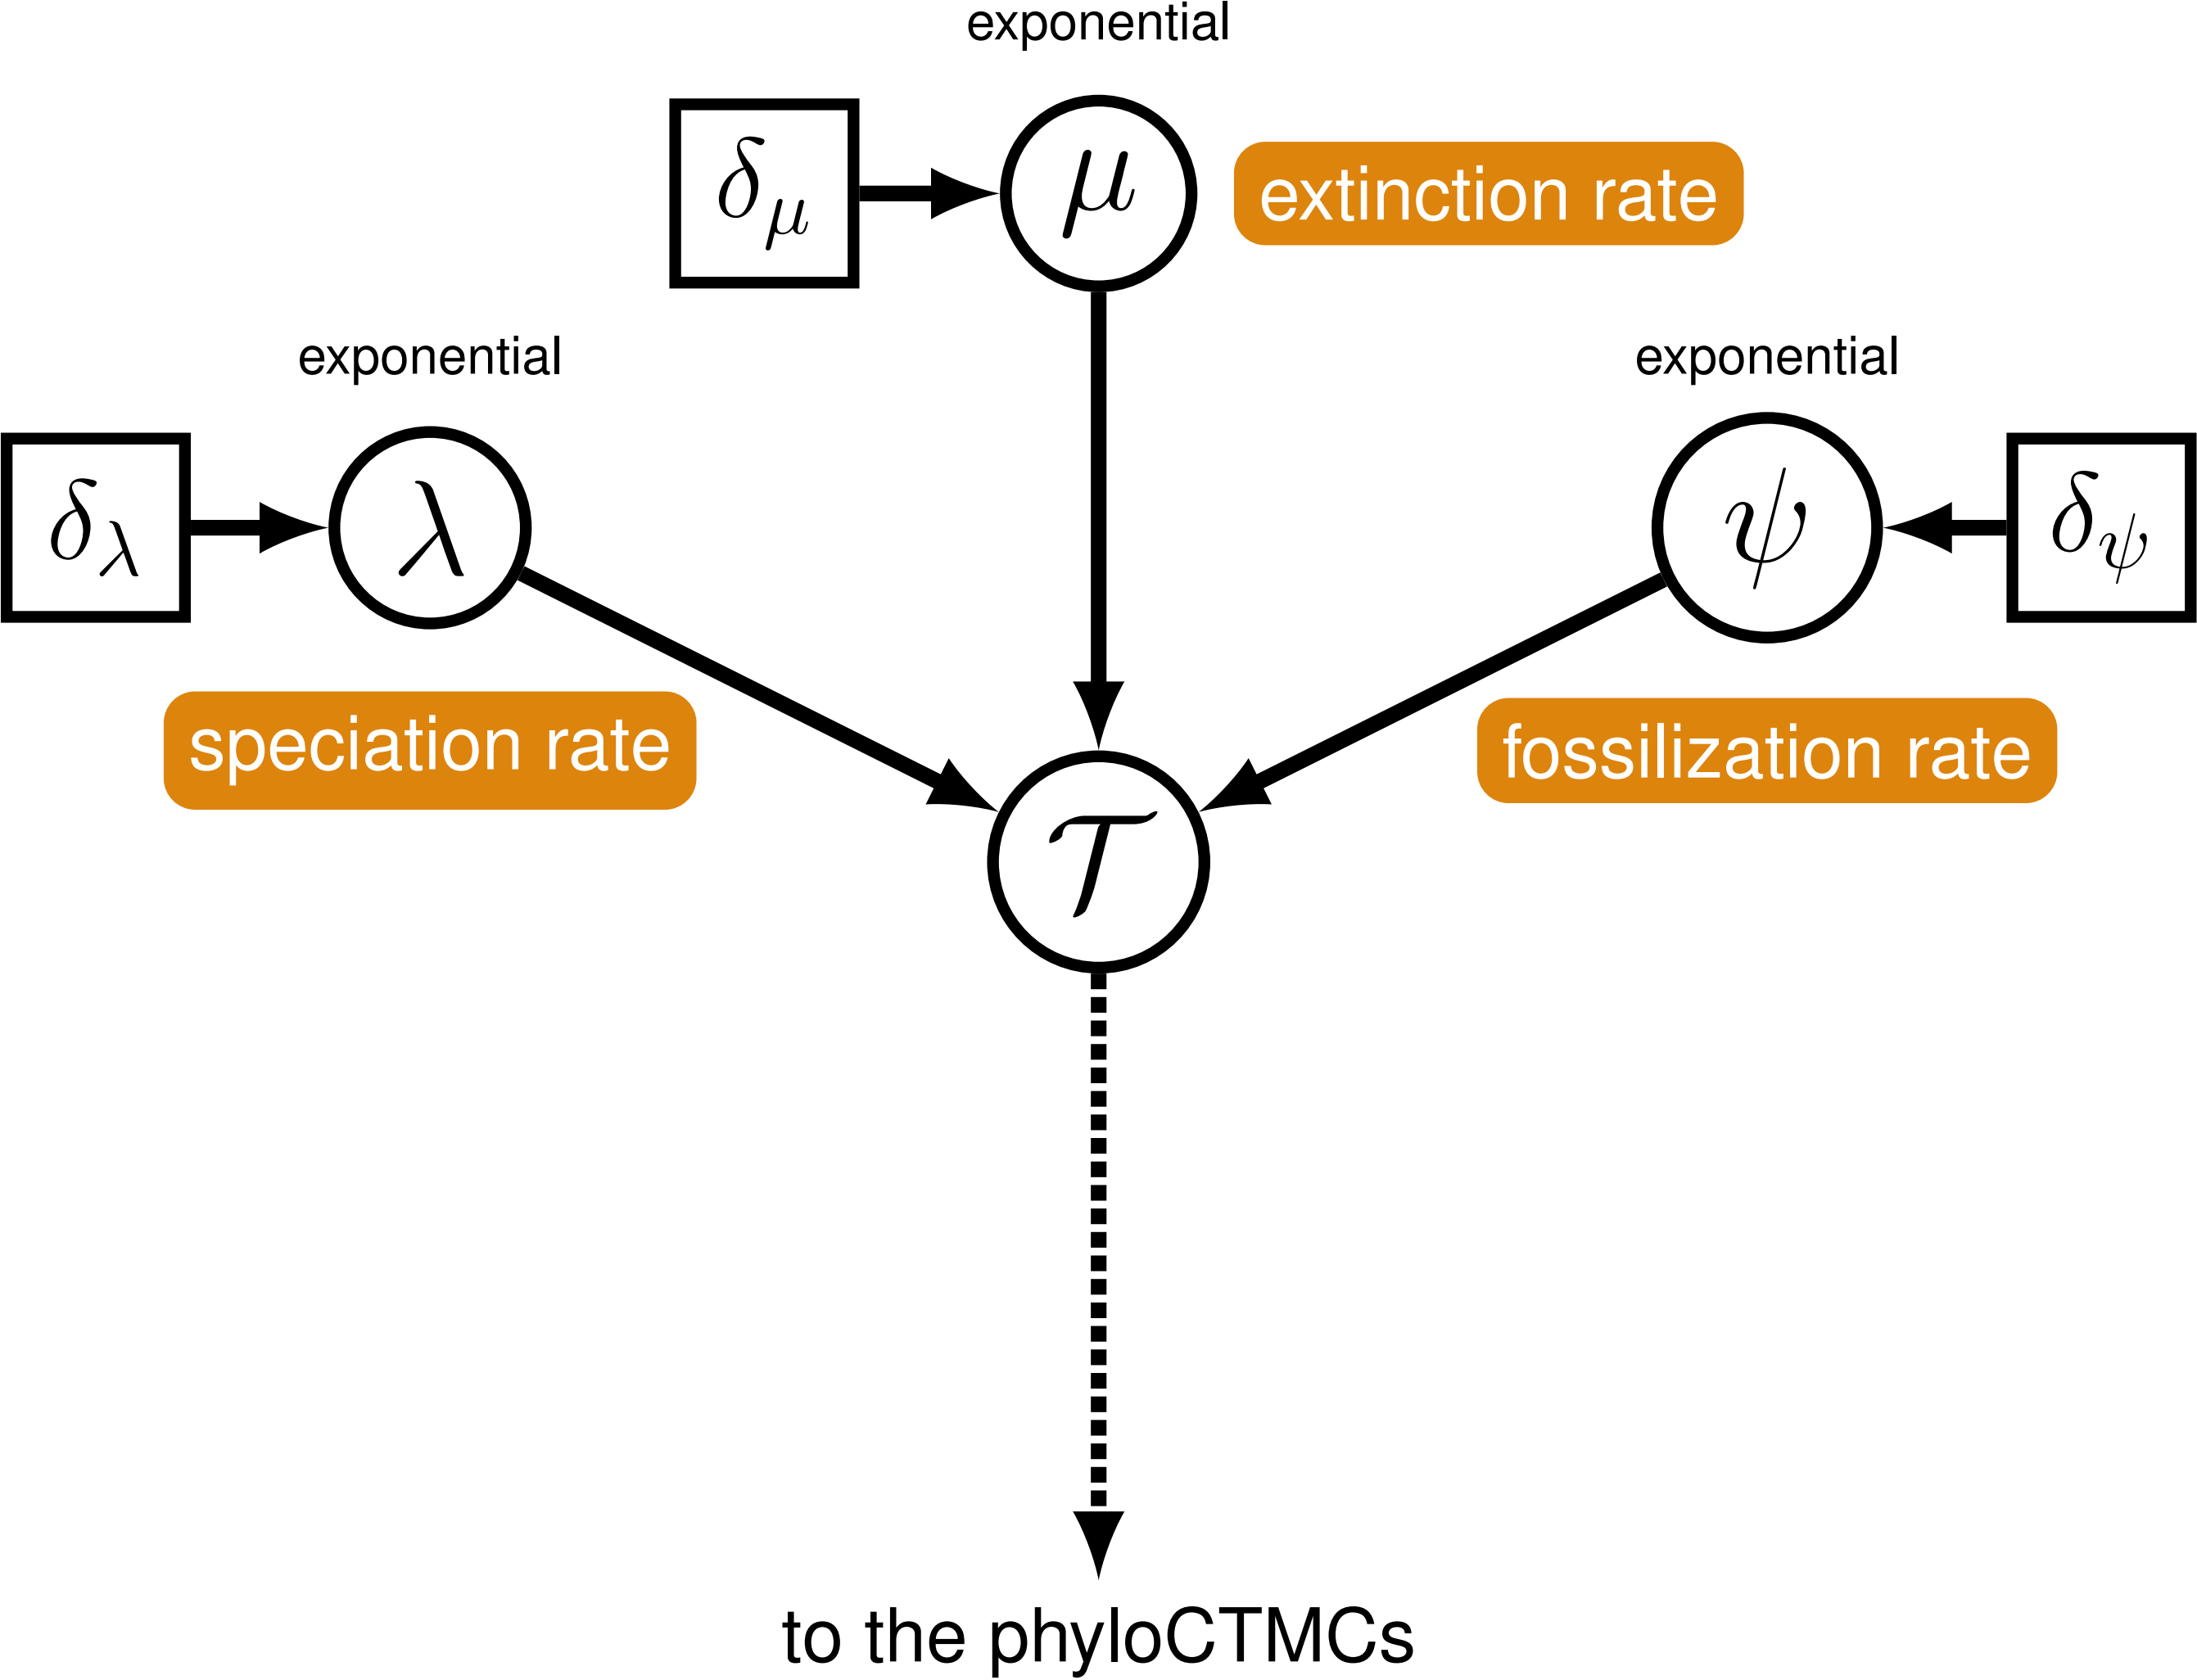 exponential
δμ
μ
extinction rate
exponential
exponential
δλ
λ
ψ
δψ
speciation rate
fossilization rate
𝒯
to the phyloCTMCs